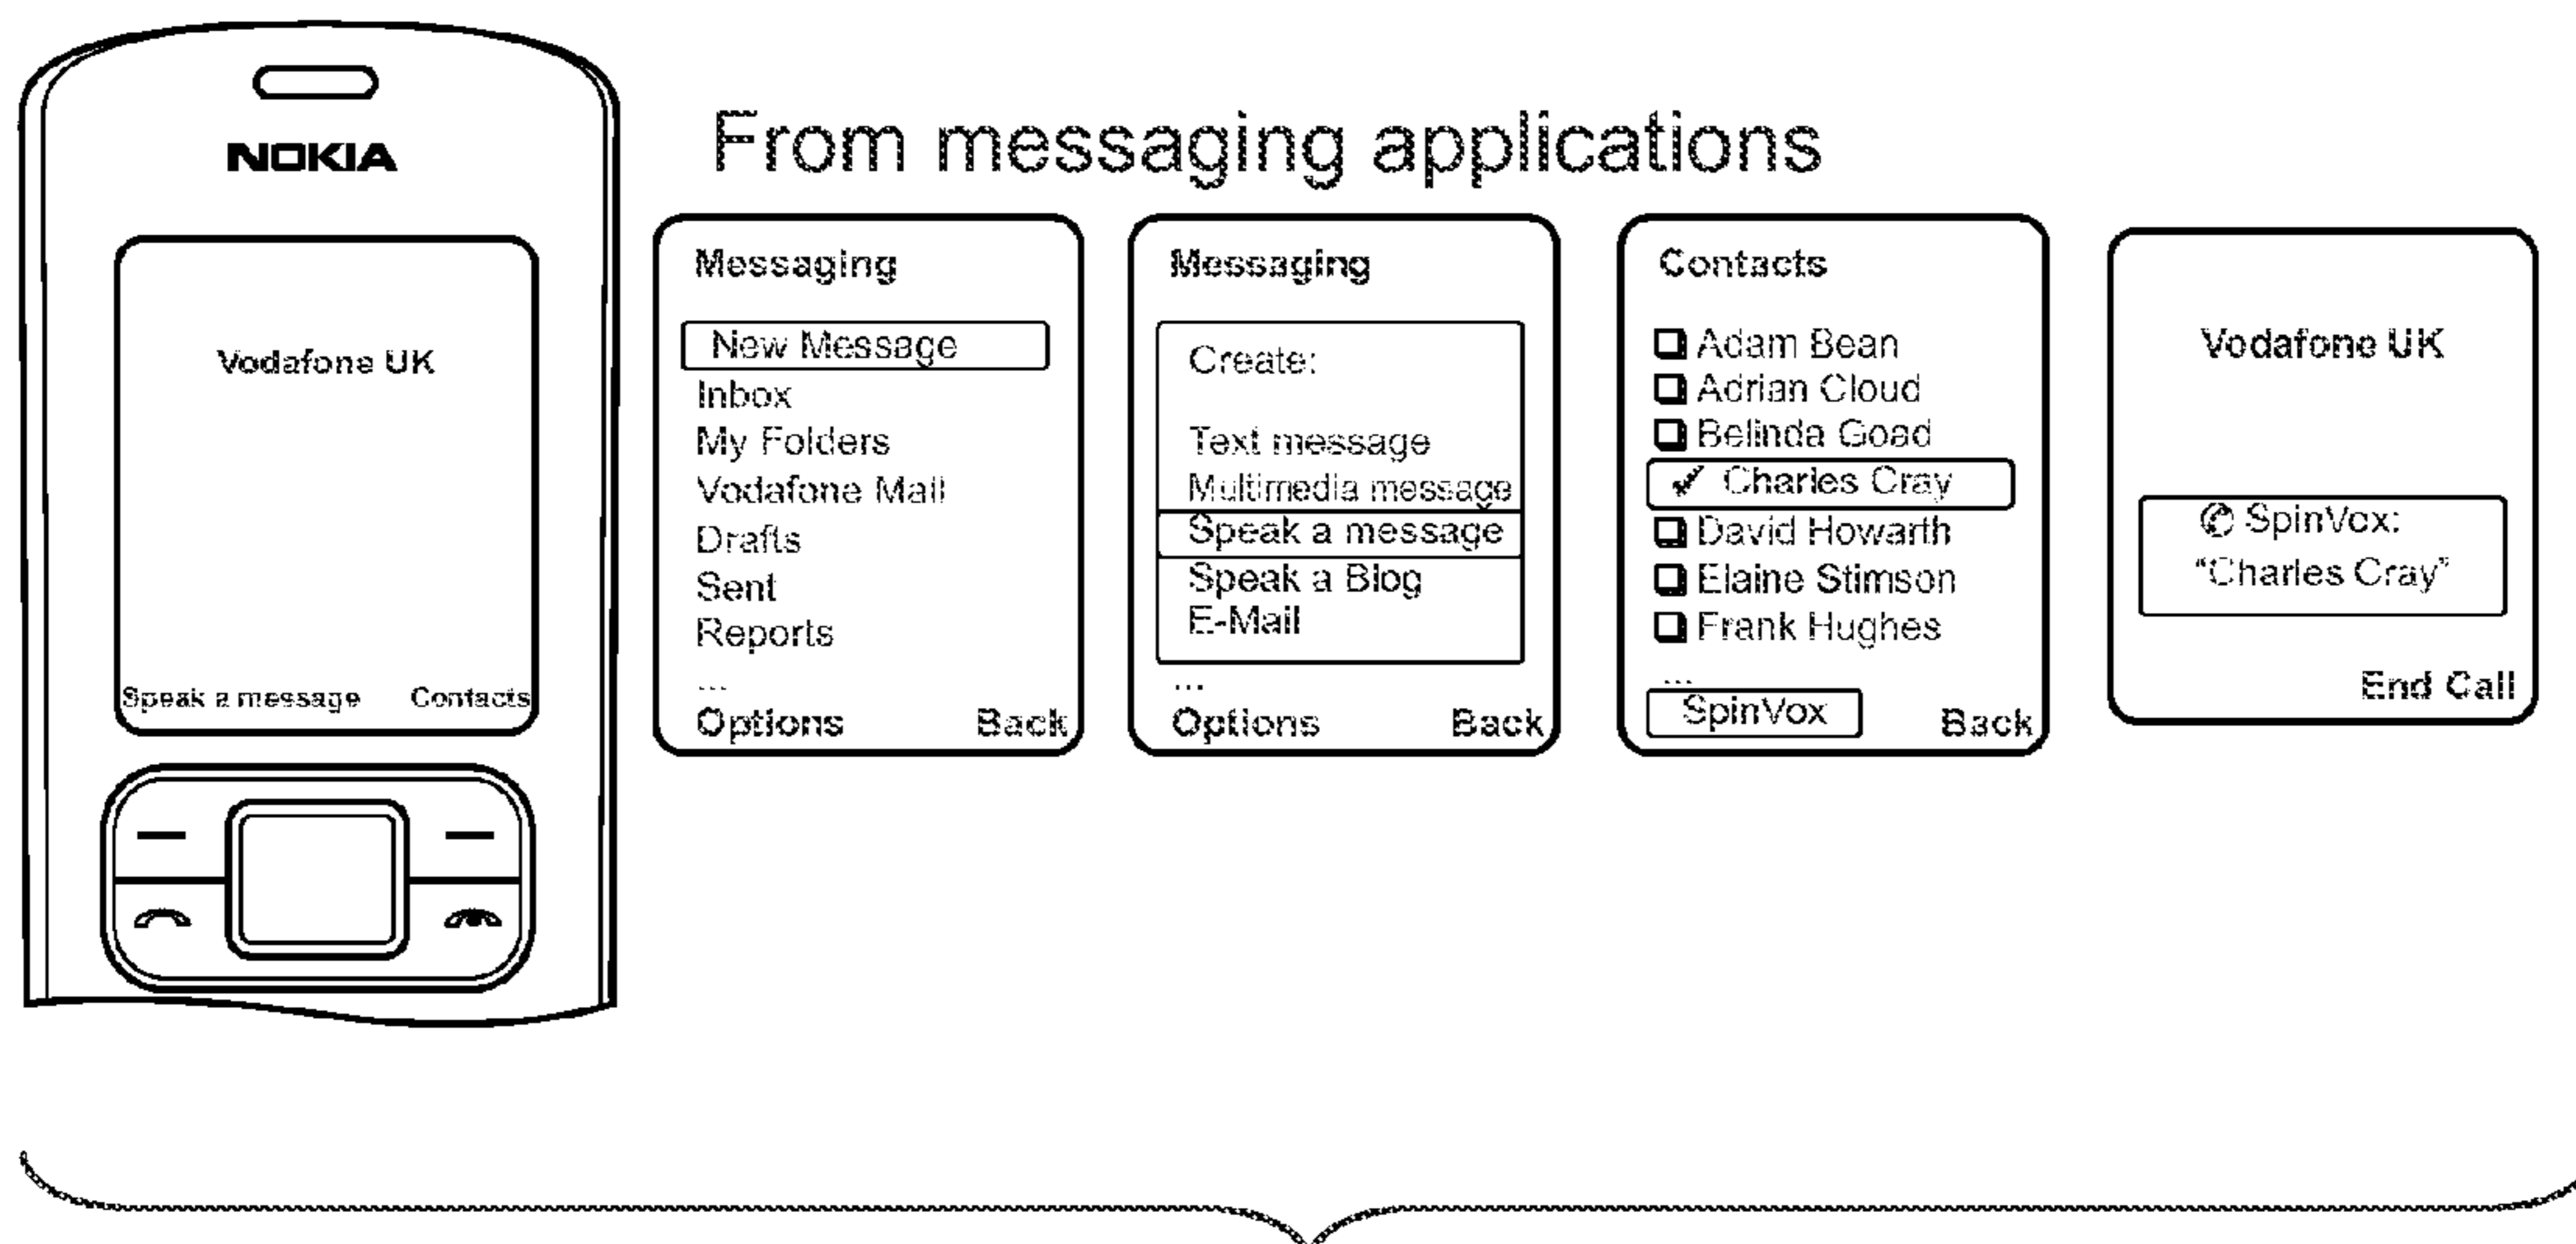 NOKIA
Vodafone UK
Speak a message Contacts
From messaging applications
Messaging
New Message
Inbox
My Folders
Vodafone Mail
Drafts
Sent
Reports
...
Options Back
Messaging
Create:
Text message
Multimedia message
Speak a message
Speak a Blog
E-Mail
...
Options Back
Contacts
Adam Bean
Adrian Cloud
Belinda Goad
✓ Charles Cray
David Howarth
Elaine Stimson
Frank Hughes
...
SpinVox Back
Vodafone UK
✆ SpinVox:
“Charles Cray”
End Call